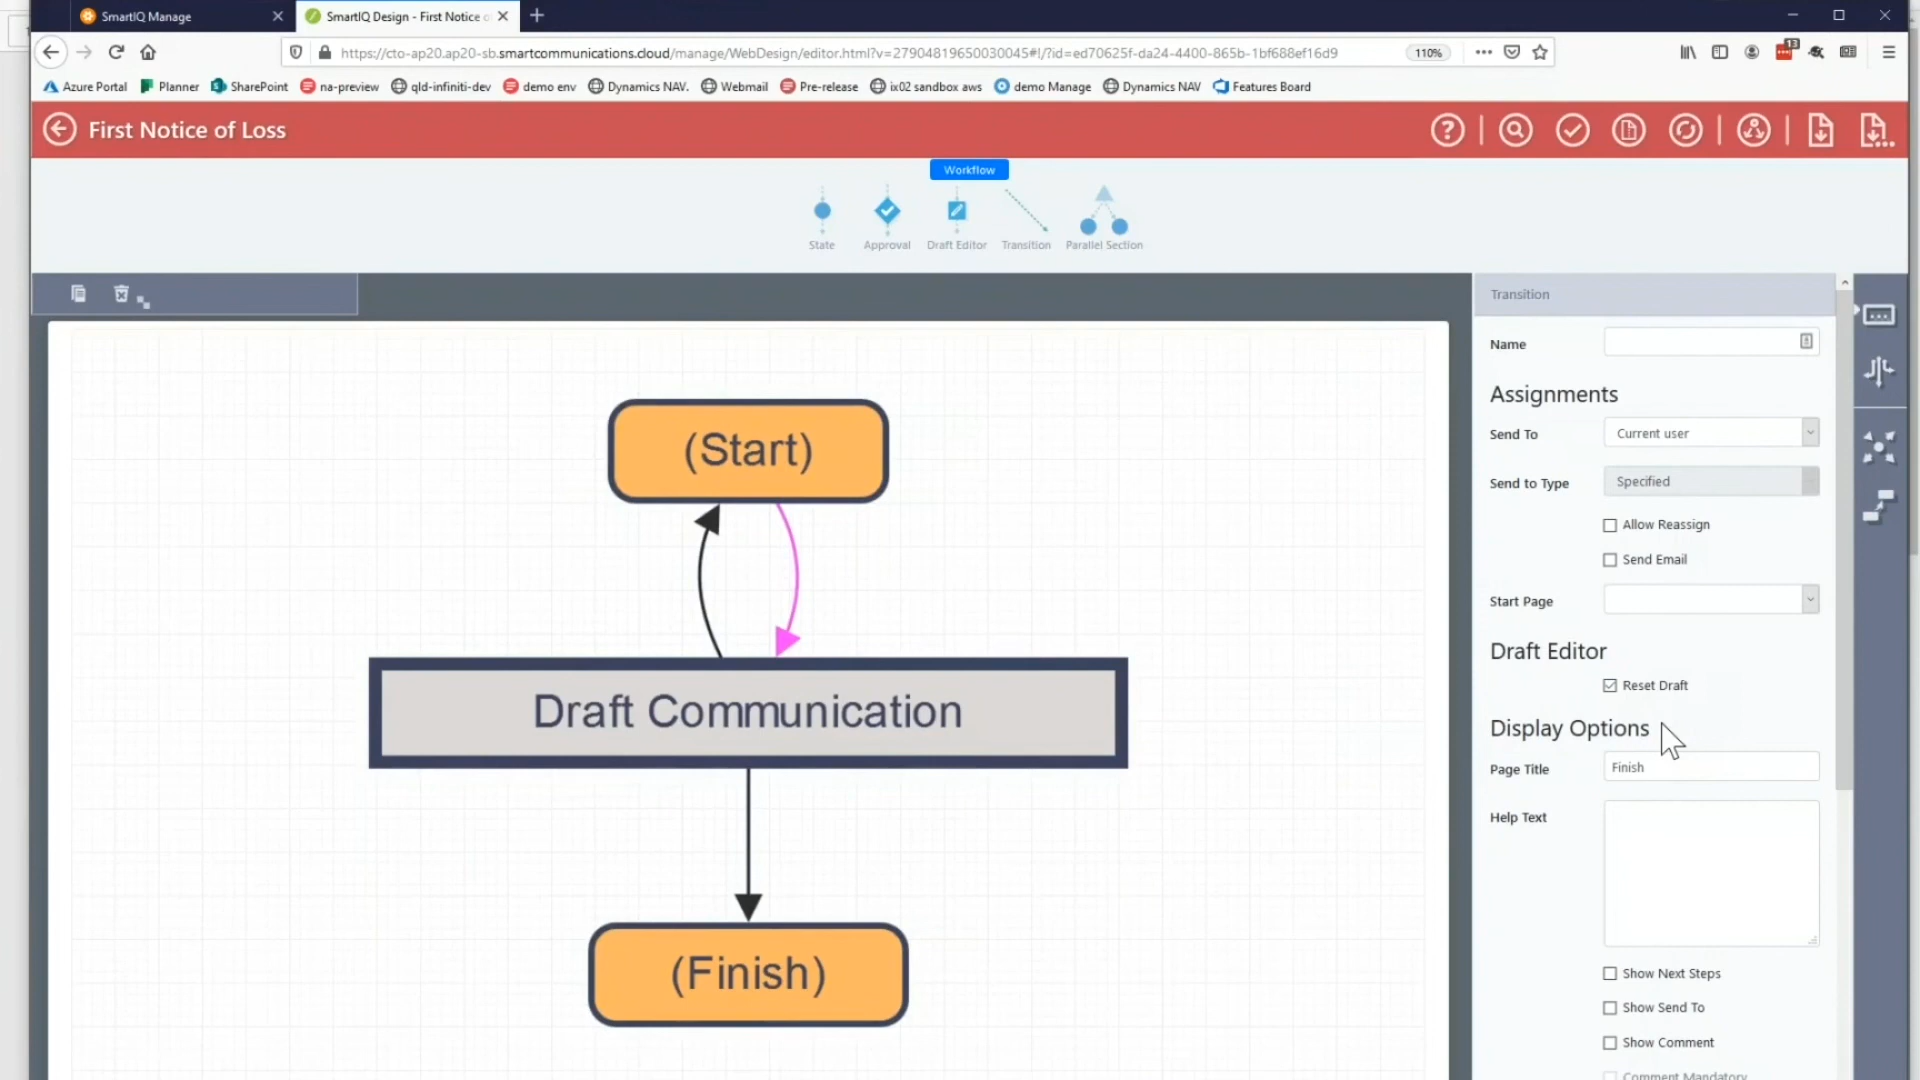 SmartIQ Manage
SmartIQ Design - First Notice o
https://cto-ap20.ap20-sb.smartcommunications.cloud/manage/WebDesign/editor.html?v=27904819650030045#!/?id=ed70625f-da24-4400-865b-1bf688ef16d9
110%
13
Azure Portal
Planner
SharePoint
na-preview
qld-infiniti-dev
demo env
Dynamics NAV.
Webmail
Pre-release
ix02 sandbox aws
demo Manage
Dynamics NAV
Features Board
First Notice of Loss
Workflow
State
Approval
Draft Editor
Transition
Parallel Section
Transition
Name
Assignments
Send To
Current user
Send to Type
Specified
Allow Reassign
Send Email
Start Page
Draft Editor
Reset Draft
Display Options
Page Title
Finish
Help Text
Show Next Steps
Show Send To
Show Comment
Comment Mandatory
(Start)
Draft Communication
(Finish)